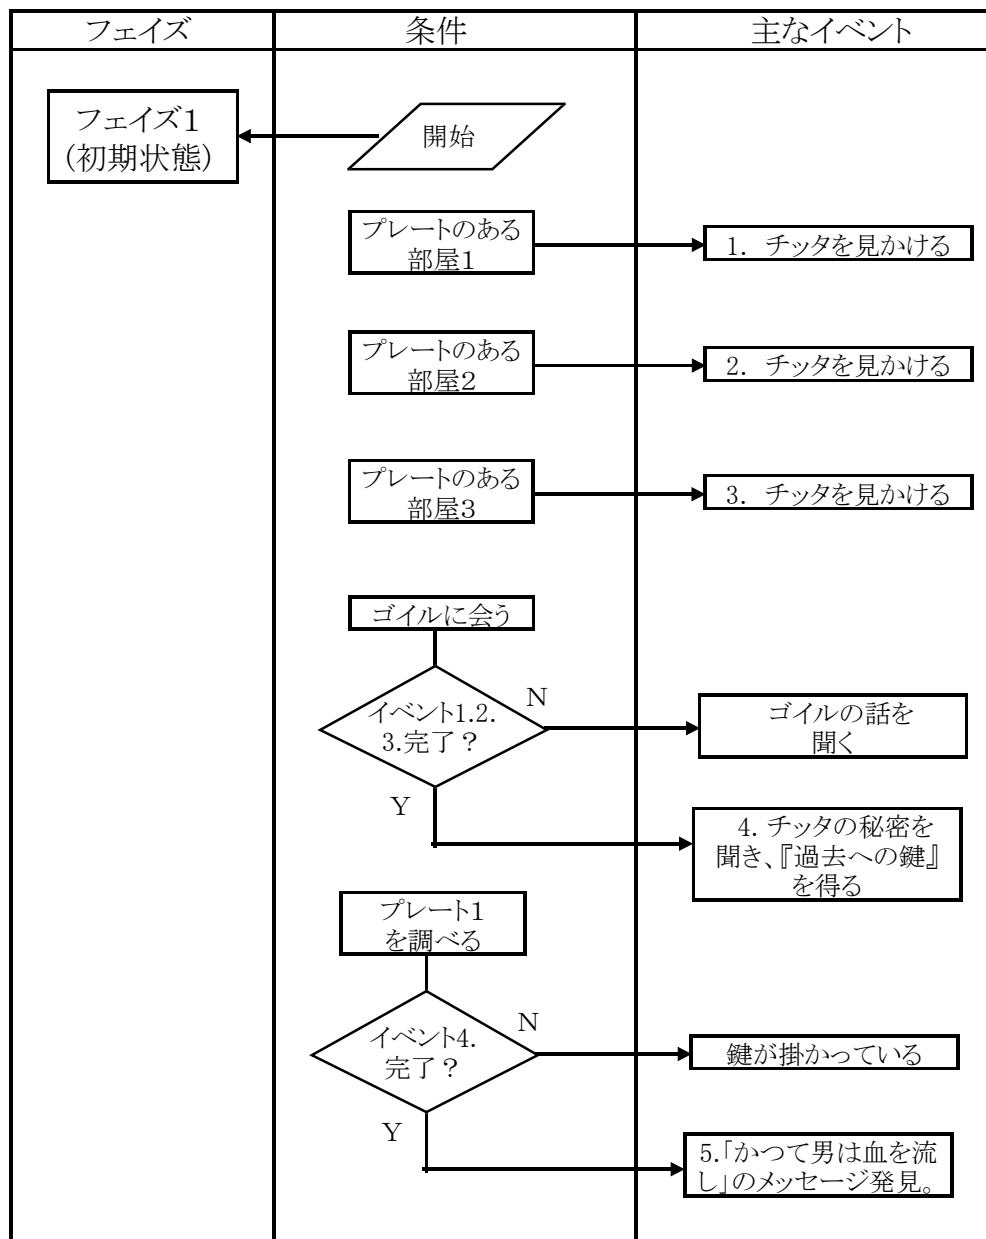 フェイズ
条件
主なイベント
フェイズ1
(初期状態)
開始
プレートのある
部屋1
1. チッタを見かける
プレートのある
部屋2
2. チッタを見かける
プレートのある
部屋3
3. チッタを見かける
ゴイルに会う
イベント1.2.
3.完了？
N
ゴイルの話を
聞く
Y
4. チッタの秘密を
聞き、『過去への鍵』
を得る
プレート1
を調べる
イベント4.
完了？
N
鍵が掛かっている
Y
5.「かつて男は血を流
し」のメッセージ発見。